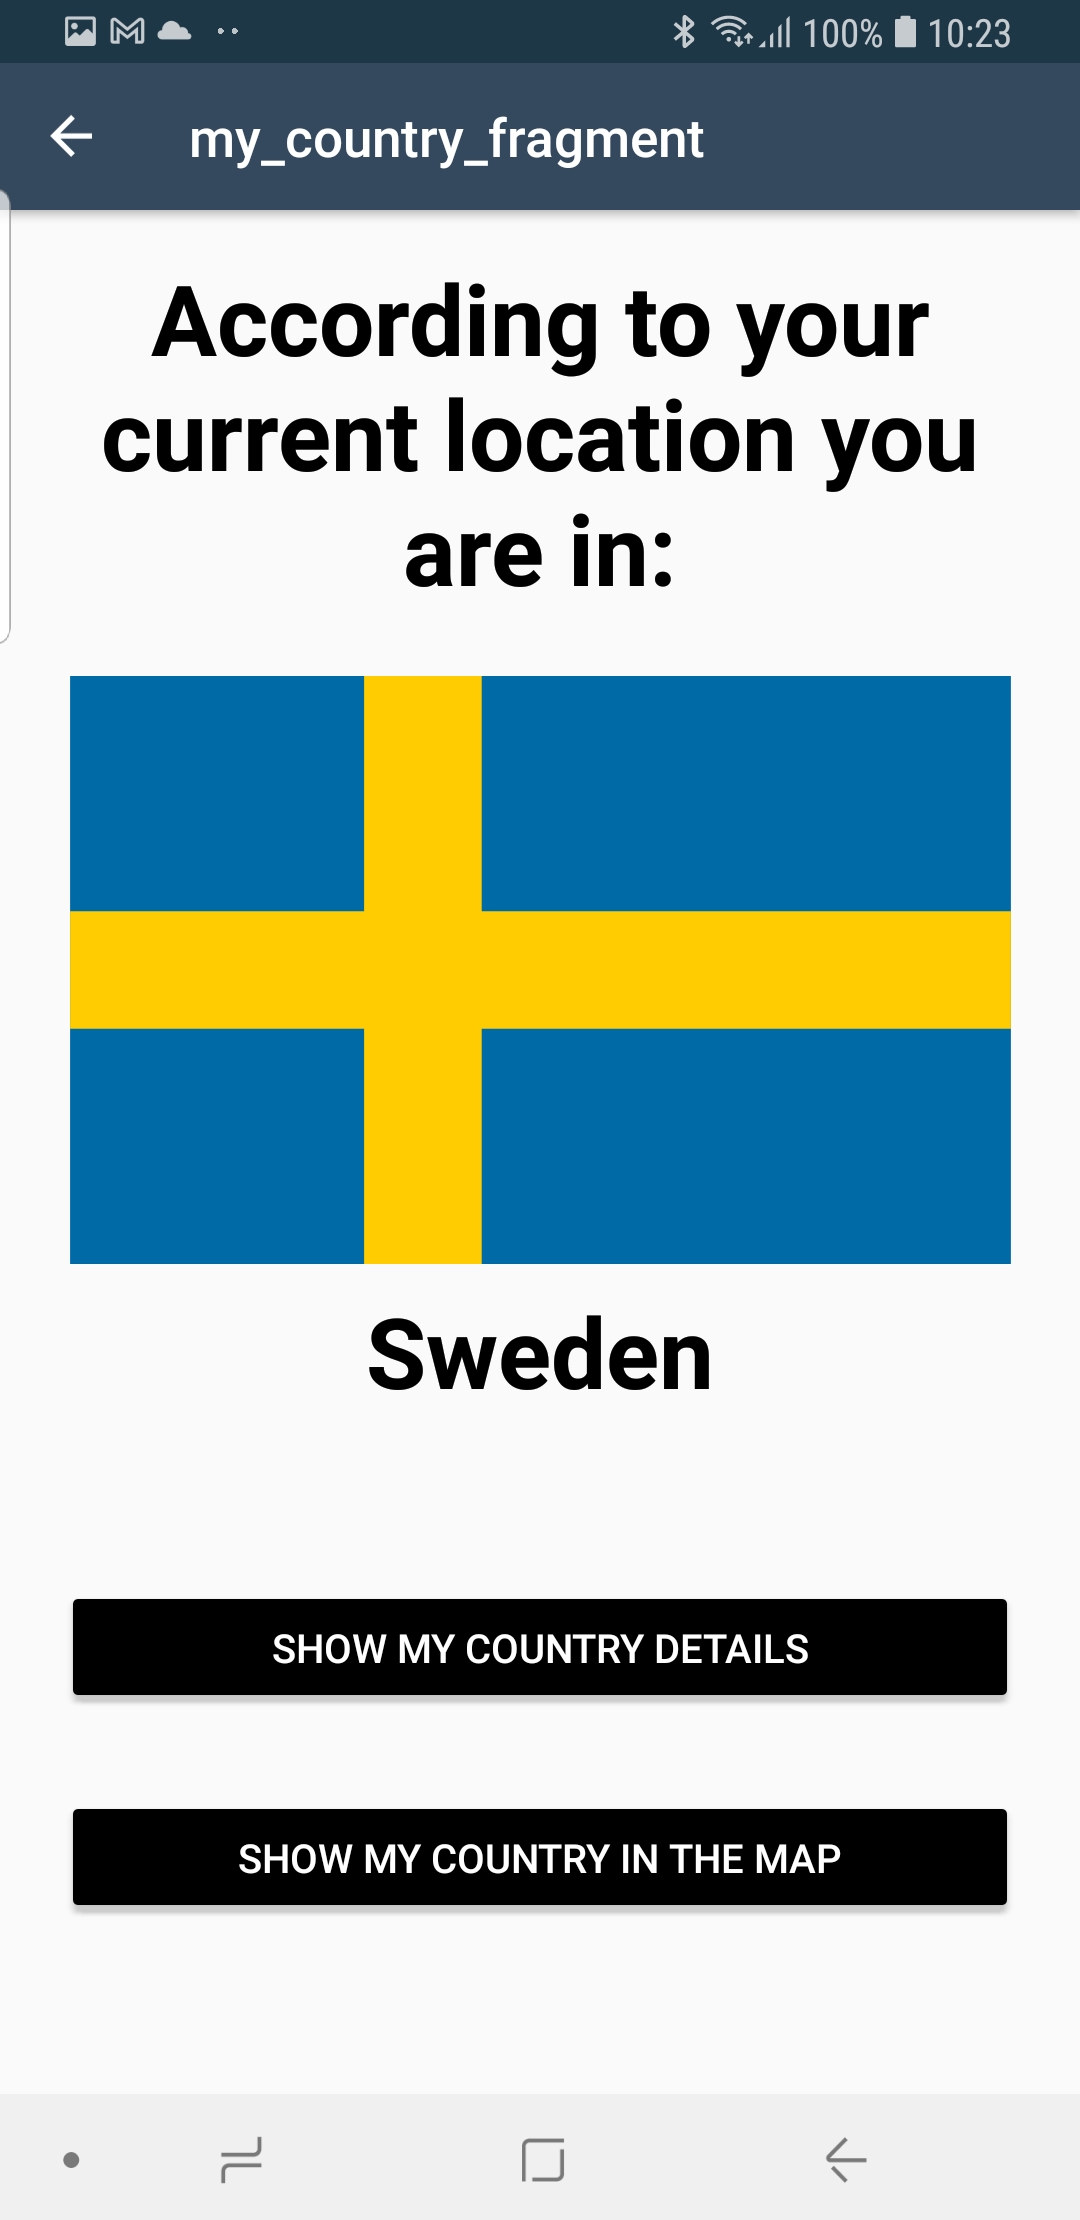 100% 10:23
my_country_fragment
According to your
current location you
are in:
Sweden
SHOW MY COUNTRY DETAILS
SHOW MY COUNTRY IN THE MAP